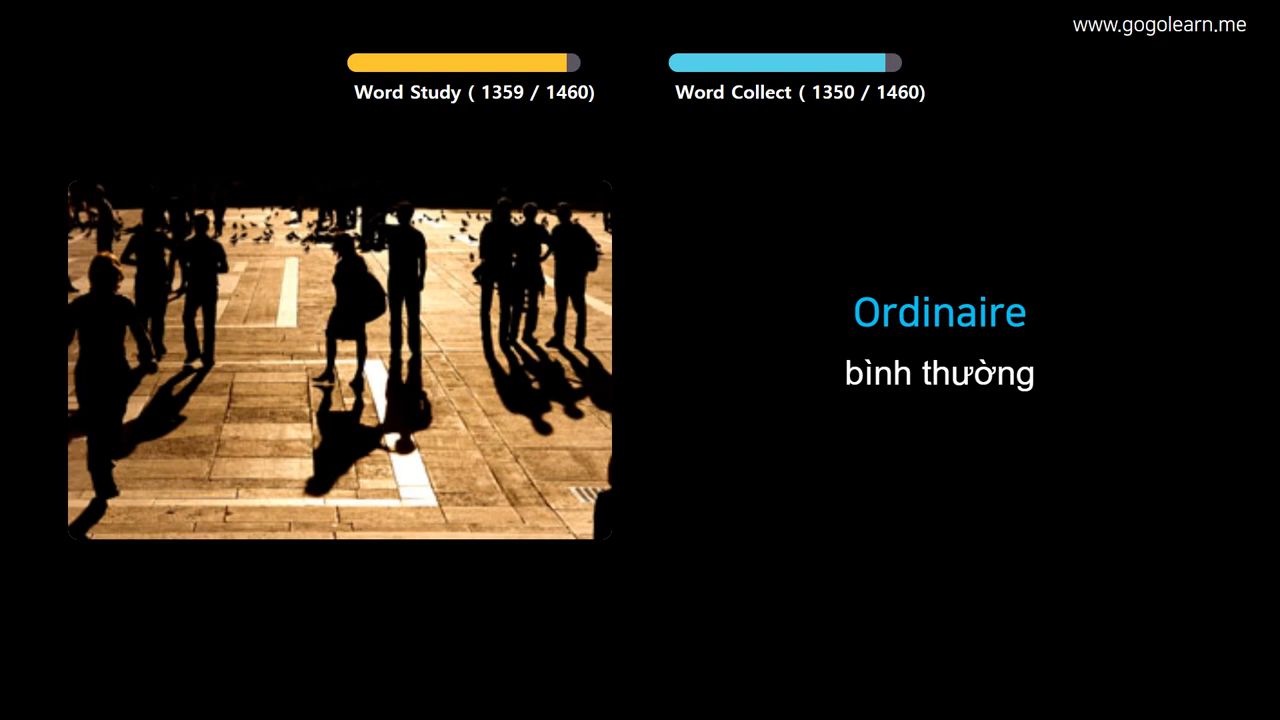 www.gogolearn.me
Word Study ( 1359 / 1460)
Word Collect ( 1350 / 1460)
Ordinaire
bình thường